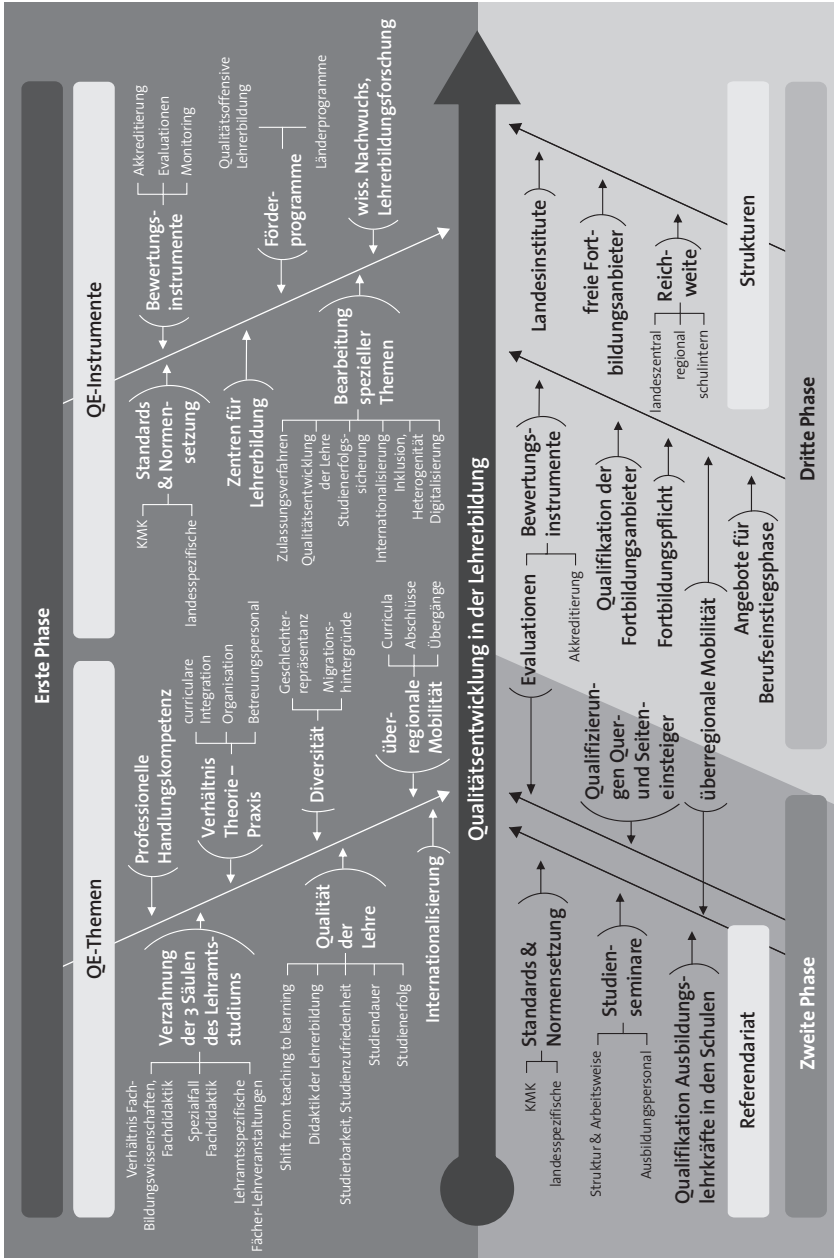 Erste Phase
QE-Themen
Professionelle
Handlungskompetenz
Verzahnung
der 3 Säulen
des Lehramts-
studiums
Verhältnis Fach-
Bildungswissenschaften,
Fachdidaktik
Spezialfall
Fachdidaktik
Lehramtsspezifische
Fächer-Lehrveranstaltungen
Verhältnis
Theorie –
Praxis
curriculare
Integration
Organisation
Betreuungspersonal
Diversität
Geschlechter-
repräsentanz
Migrations-
hintergründe
Qualität
der
Lehre
Shift from teaching to learning
Didaktik der Lehrerbildung
Studierbarkeit, Studienzufriedenheit
Studiendauer
Studienerfolg
über-
regionale
Mobilität
Curricula
Abschlüsse
Übergänge
Internationalisierung
QE-Instrumente
Bewertungs-
instrumente
Akkreditierung
Evaluationen
Monitoring
Standards
& Normen-
setzung
KMK
landesspezifische
Zentren für
Lehrerbildung
Förder-
programme
Qualitätsoffensive
Lehrerbildung
Länderprogramme
Bearbeitung
spezieller
Themen
Zulassungsverfahren
Qualitätsentwicklung
der Lehre
Studienerfolgs-
sicherung
Internationalisierung
Inklusion,
Heterogenität
Digitalisierung
wiss. Nachwuchs,
Lehrerbildungsforschung
Qualitätsentwicklung in der Lehrerbildung
Standards &
Normensetzung
KMK
landesspezifische
Studien-
seminare
Struktur & Arbeitsweise
Ausbildungspersonal
Qualifikation Ausbildungs-
lehrkräfte in den Schulen
Referendariat
Zweite Phase
Evaluationen
Qualifizierun-
gen Quer-
und Seiten-
einsteiger
überregionale Mobilität
Bewertungs-
instrumente
Akkreditierung
Qualifikation der
Fortbildungsanbieter
Fortbildungspflicht
Angebote für
Berufseinstiegsphase
Landesinstitute
freie Fort-
bildungsanbieter
Reich-
weite
landeszentral
regional
schulintern
Strukturen
Dritte Phase